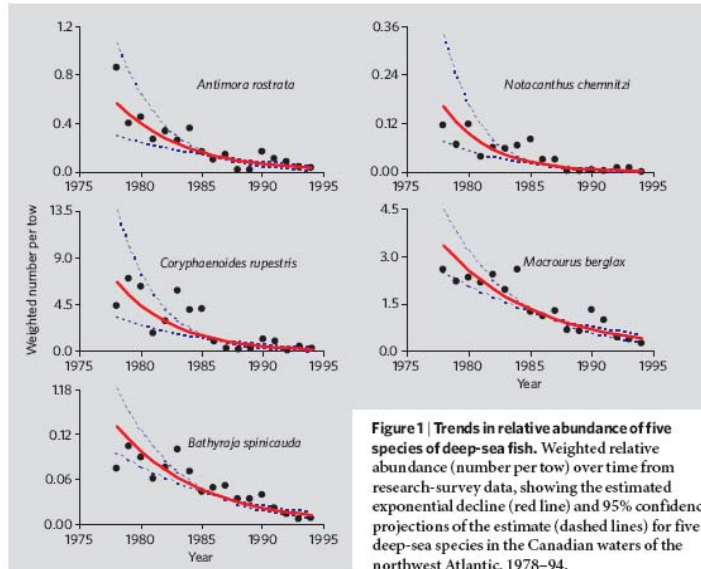 1.2
0.8
0.4
0.0
Antimora rostrata
1975 1980 1985 1990 1995
0.36
0.24
0.12
0.00
Notacanthus chemnitzi
1975 1980 1985 1990 1995
Weighted number per tow
13.5
9.0
4.5
0.0
Coryphaenoides rupestris
1975 1980 1985 1990 1995
4.5
3.0
1.5
0.0
Macrourus berglax
1975 1980 1985 1990 1995
Year
118
0.12
0.06
0.00
Bathyraja spinicauda
1975 1980 1985 1990 1995
Year
Figure 1 | Trends in relative abundance of five
species of deep-sea fish. Weighted relative
abundance (number per tow) over time from
research-survey data, showing the estimated
exponential decline (red line) and 95% confidenc
projections of the estimate (dashed lines) for five
deep-sea species in the Canadian waters of the
northwest Atlantic, 1978–94.